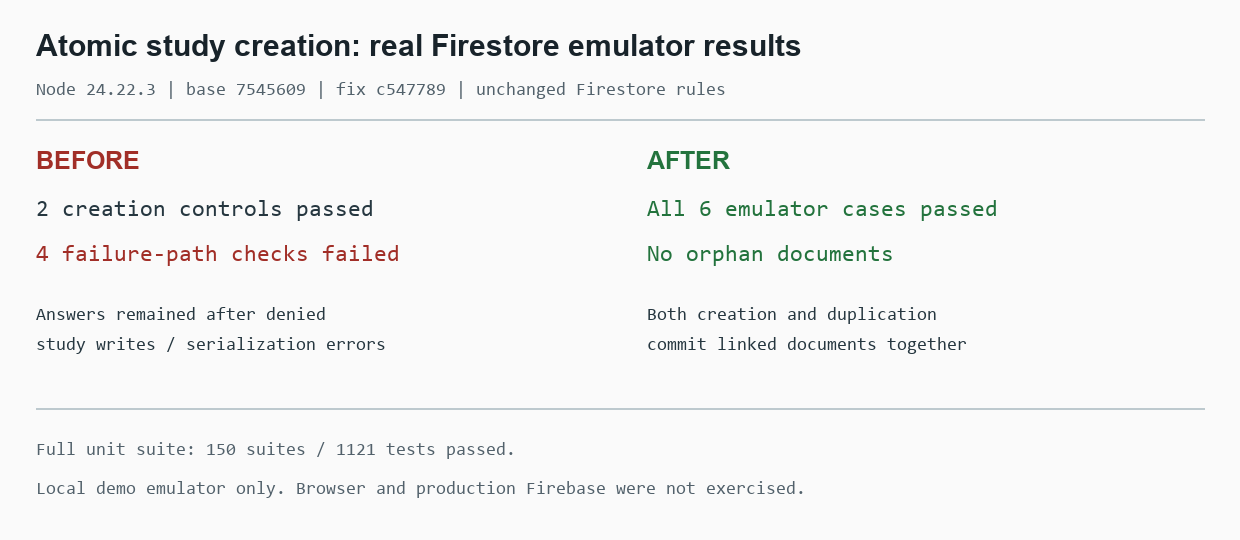 Atomic study creation: real Firestore emulator results
Node 24.22.3 | base 7545609 | fix c547789 | unchanged Firestore rules
BEFORE
2 creation controls passed
4 failure-path checks failed
Answers remained after denied
study writes / serialization errors
AFTER
All 6 emulator cases passed
No orphan documents
Both creation and duplication
commit linked documents together
Full unit suite: 150 suites / 1121 tests passed.
Local demo emulator only. Browser and production Firebase were not exercised.